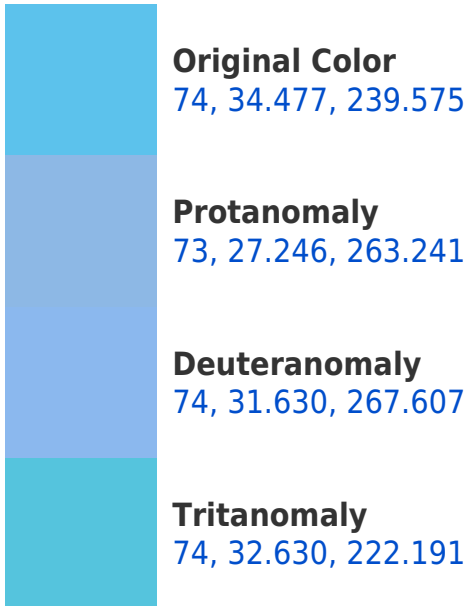 Original Color
74, 34.477, 239.575
Protanomaly
73, 27.246, 263.241
Deuteranomaly
74, 31.630, 267.607
Tritanomaly
74, 32.630, 222.191